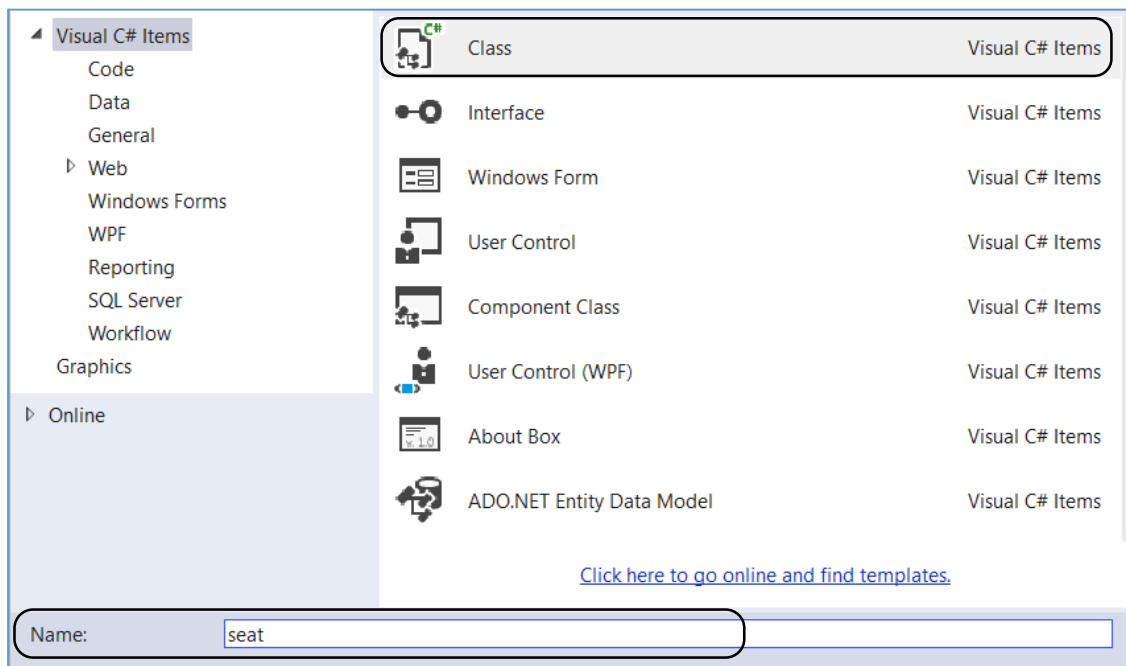 Visual C# Items
Code
Data
General
Web
Windows Forms
WPF
Reporting
SQL Server
Workflow
Graphics
Online
C#
Class Visual C# Items
Interface Visual C# Items
Windows Form Visual C# Items
User Control Visual C# Items
Component Class Visual C# Items
User Control (WPF) Visual C# Items
v. 1.0
About Box Visual C# Items
ADO.NET Entity Data Model Visual C# Items
Click here to go online and find templates.
Name: seat